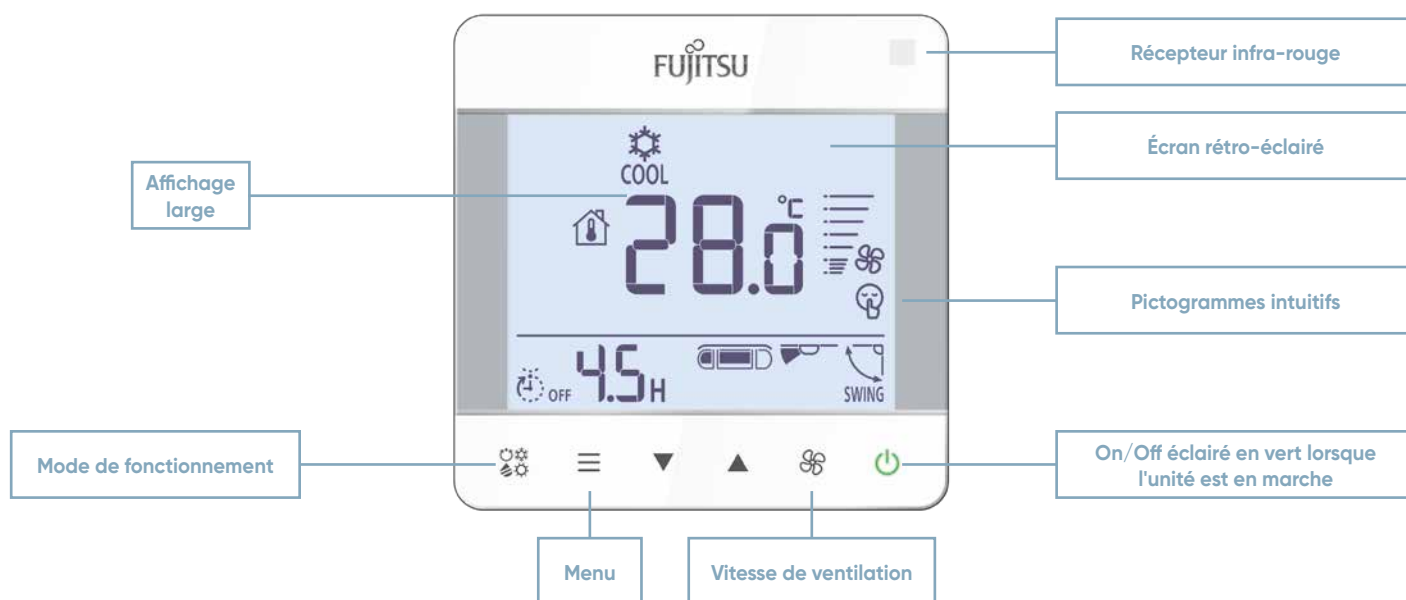 FUJITSU
Récepteur infra-rouge
Écran rétro-éclairé
COOL
Affichage
large
28.0
°C
Pictogrammes intuitifs
OFF
4.5 H
SWING
Mode de fonctionnement
On/Off éclairé en vert lorsque
l'unité est en marche
Menu
Vitesse de ventilation